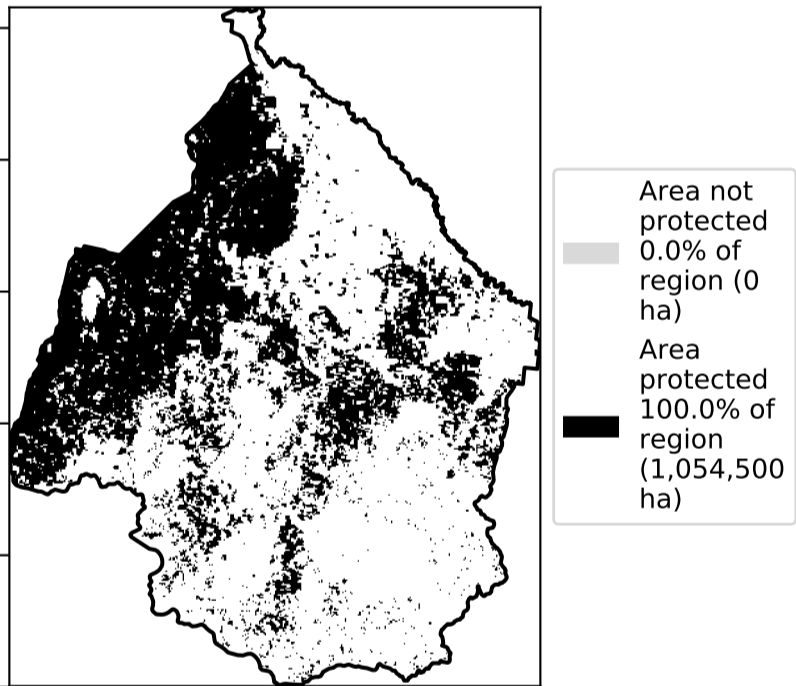 Area not
protected
0.0% of
region (0
ha)
Area
protected
100.0% of
region
(1,054,500
ha)